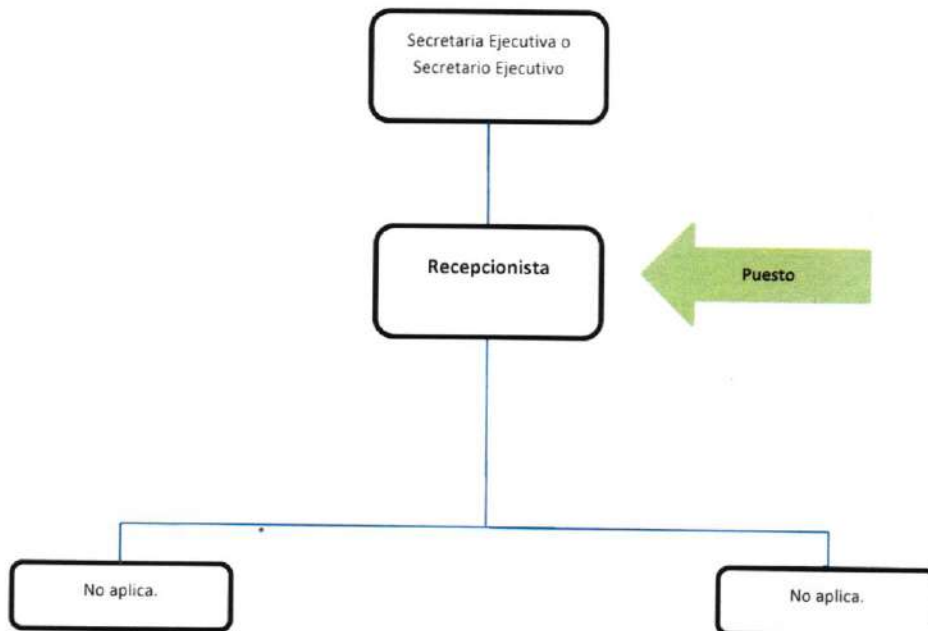 Secretaria Ejecutiva o
Secretario Ejecutivo
Recepcionista
Puesto
No aplica.
No aplica.